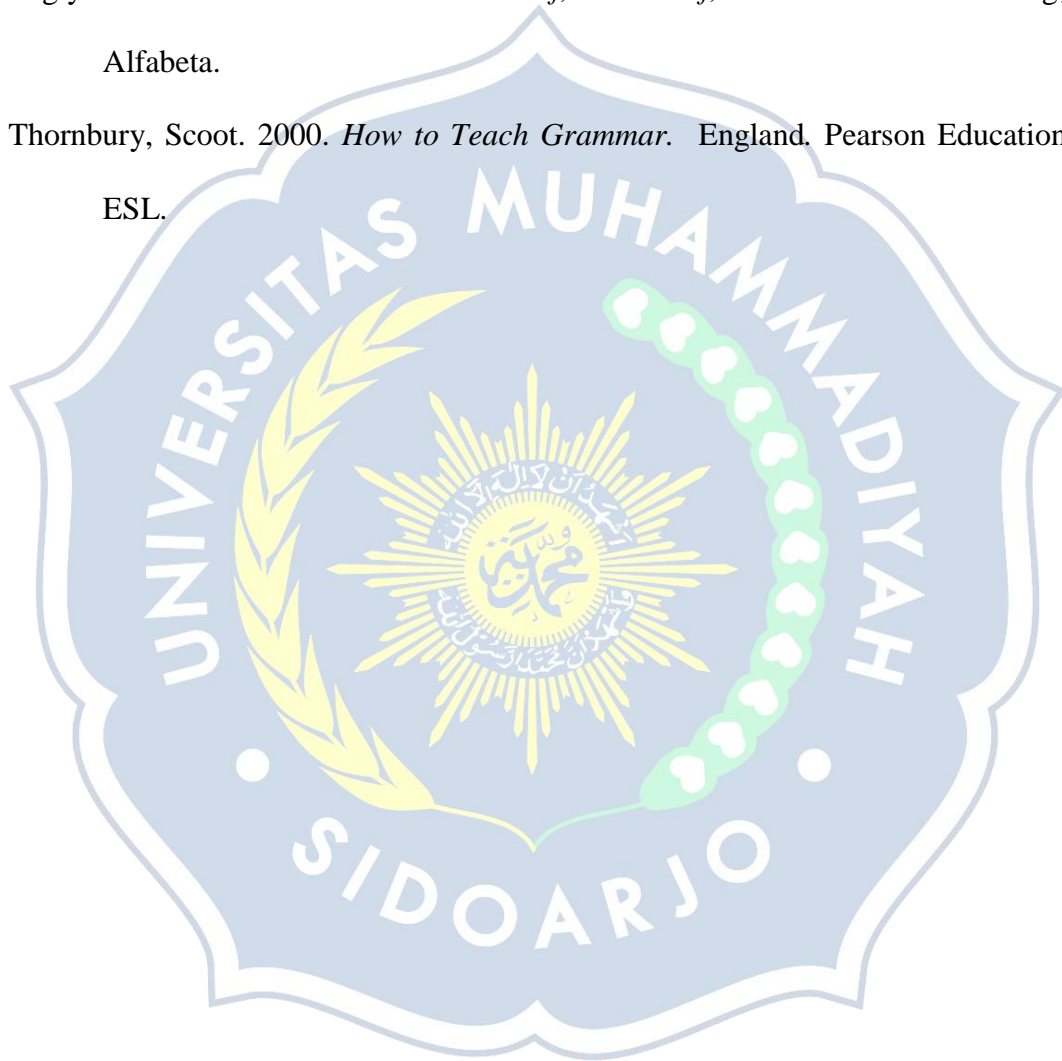 Alfabeta.
Thornbury, Scoot. 2000. How to Teach Grammar. England. Pearson Education
ESL.
UNIVERSITAS MUHAMMADIYAH
SIDOARJO